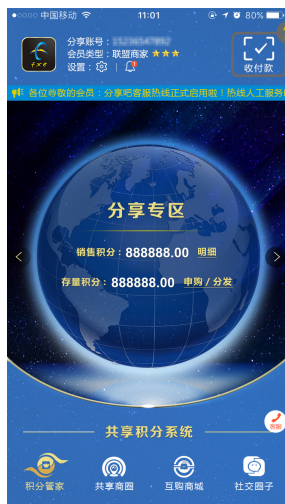 中国移动
11:01
80%
fxe
分享账号:
会员类型:联盟商家
设置:
收付款
各位尊敬的会员:分享吧客服热线正式启用啦!热线人工服务
分享专区
销售积分:888888.00 明细
存量积分:888888.00 申购 / 分发
客服
共享积分系统
积分管家
共享商圈
互购商城
社交圈子